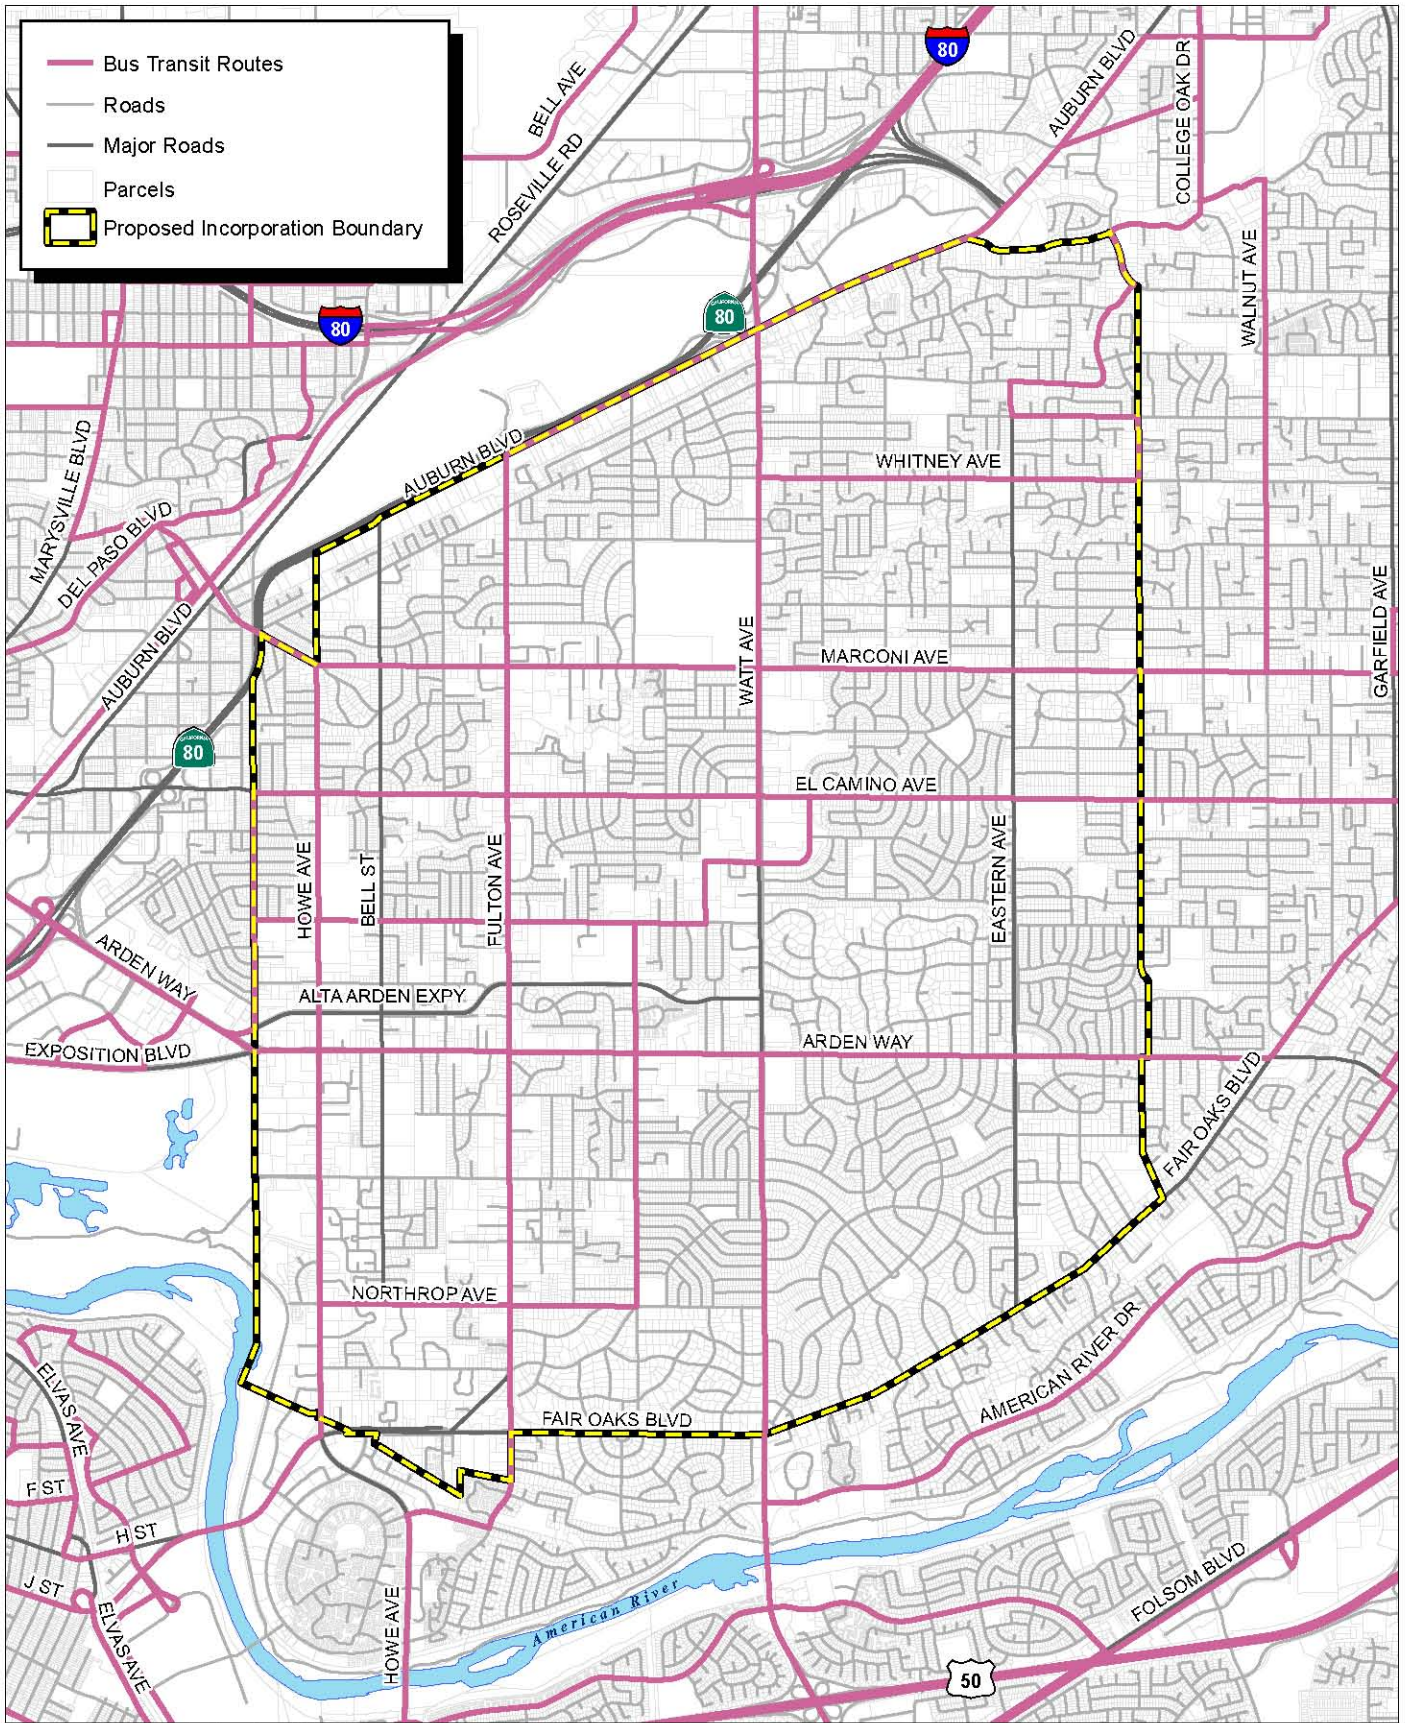 Bus Transit Routes
Roads
Major Roads
Parcels
Proposed Incorporation Boundary
80
AUBURN BLVD
COLLEGE OAK DR
BELL AVE
ROSEVILLE RD
WALNUT AVE
CALIFORNIA
80
80
AUBURN BLVD
WHITNEY AVE
MARYSVILLE BLVD
DEL PASO BLVD
AUBURN BLVD
WATT AVE
MARCONI AVE
GARFIELD AVE
CALIFORNIA
80
EL CAMINO AVE
HOWE AVE
BELL ST
FULTON AVE
EASTERN AVE
ARDEN WAY
ALTA ARDEN EXPY
EXPOSITION BLVD
ARDEN WAY
FAIR OAKS BLVD
NORTHROP AVE
ELVAS AVE
AMERICAN RIVER DR
FAIR OAKS BLVD
F ST
H ST
J ST
ELVAS AVE
HOWE AVE
American River
FOLSOM BLVD
50